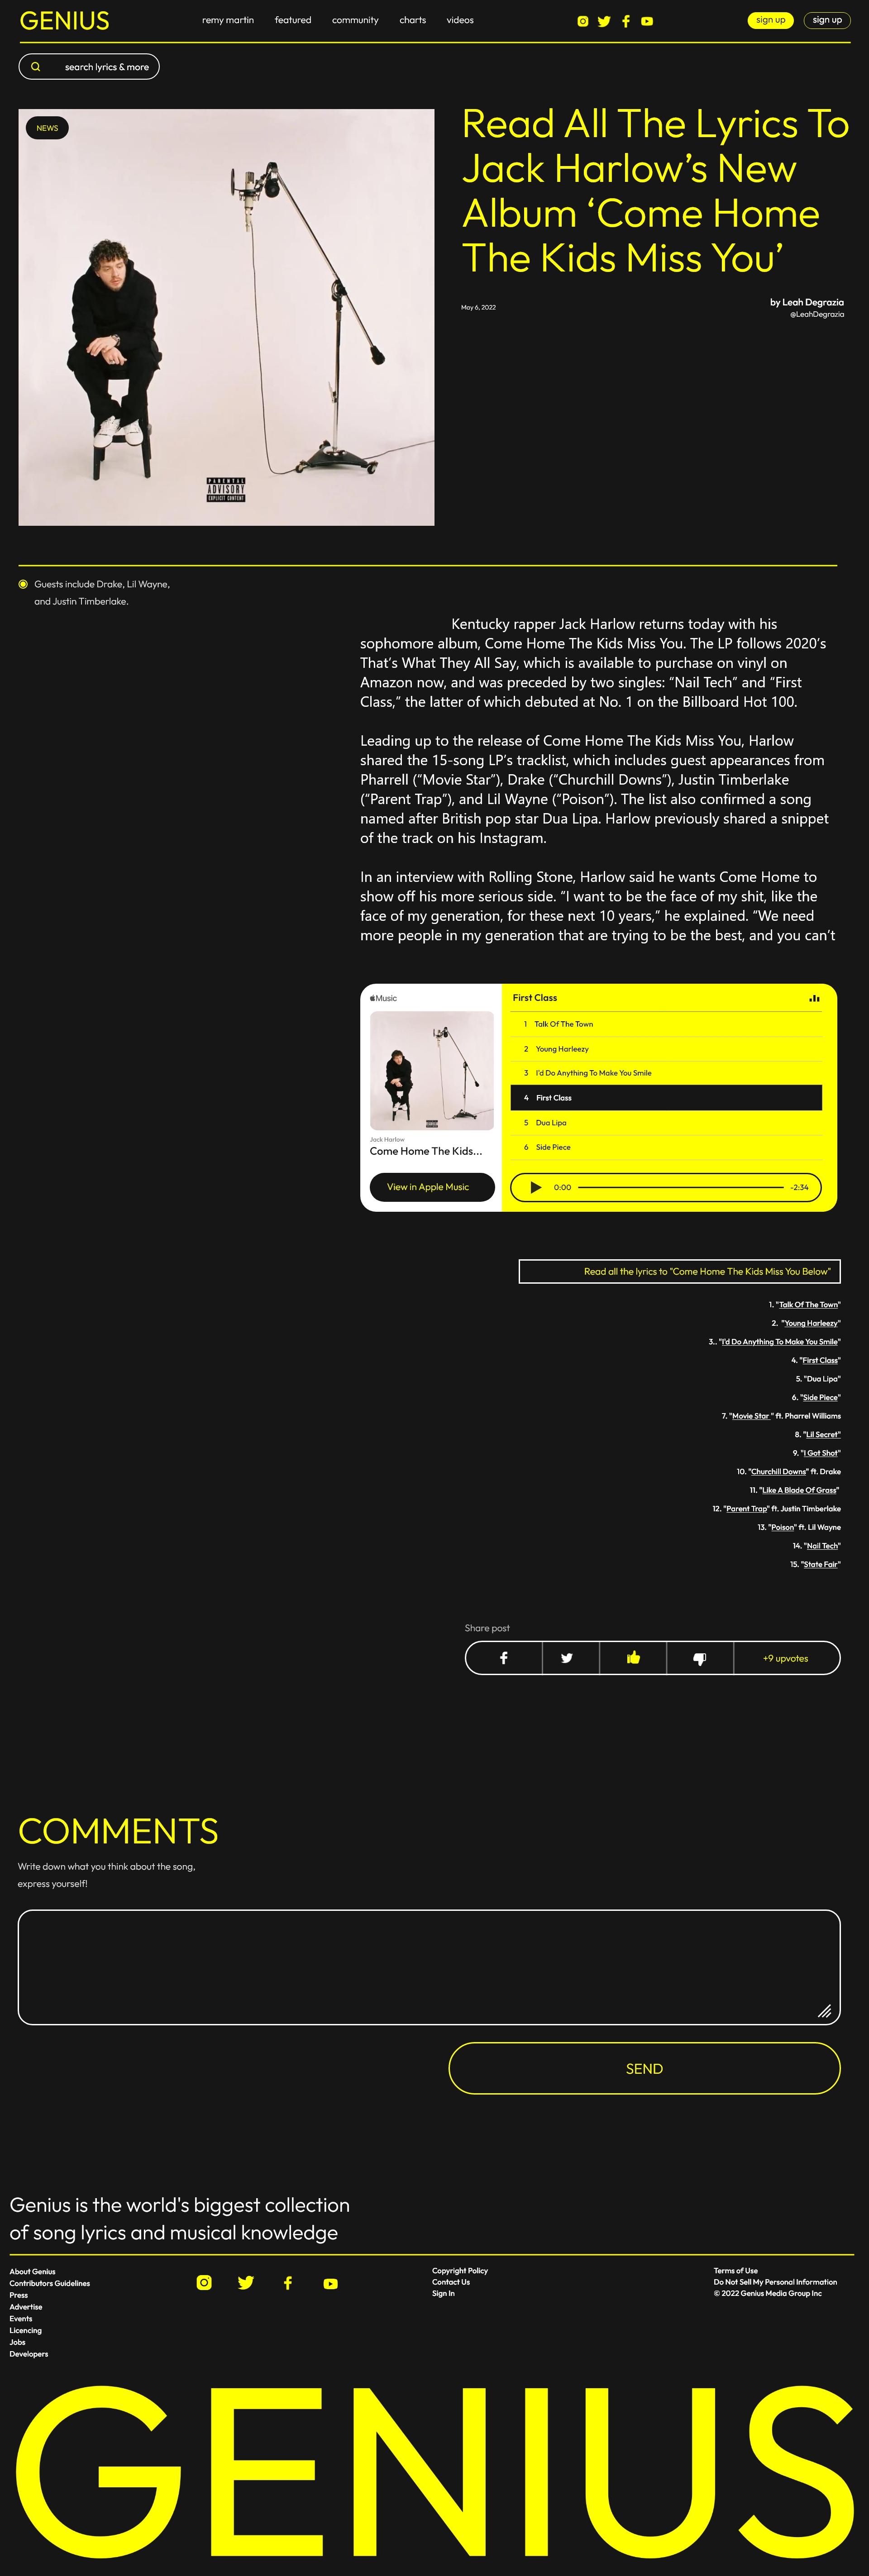 GENIUS
remy martin featured community charts videos
sign up sign up
search lyrics & more
NEWS
PARENTAL
ADVISORY
EXPLICIT CONTENT
Read All The Lyrics To
Jack Harlow’s New
Album ‘Come Home
The Kids Miss You’
May 6, 2022
by Leah Degrazia
@LeahDegrazia
Guests include Drake, Lil Wayne,
and Justin Timberlake.
Kentucky rapper Jack Harlow returns today with his
sophomore album, Come Home The Kids Miss You. The LP follows 2020’s
That’s What They All Say, which is available to purchase on vinyl on
Amazon now, and was preceded by two singles: “Nail Tech” and “First
Class,” the latter of which debuted at No. 1 on the Billboard Hot 100.
Leading up to the release of Come Home The Kids Miss You, Harlow
shared the 15-song LP’s tracklist, which includes guest appearances from
Pharrell (“Movie Star”), Drake (“Churchill Downs”), Justin Timberlake
(“Parent Trap”), and Lil Wayne (“Poison”). The list also confirmed a song
named after British pop star Dua Lipa. Harlow previously shared a snippet
of the track on his Instagram.
In an interview with Rolling Stone, Harlow said he wants Come Home to
show off his more serious side. “I want to be the face of my shit, like the
face of my generation, for these next 10 years,” he explained. “We need
more people in my generation that are trying to be the best, and you can’t
Music
Jack Harlow
Come Home The Kids...
View in Apple Music
First Class
1 Talk Of The Town
2 Young Harleezy
3 I'd Do Anything To Make You Smile
4 First Class
5 Dua Lipa
6 Side Piece
0:00 -2:34
Read all the lyrics to "Come Home The Kids Miss You Below"
1. "Talk Of The Town"
2. "Young Harleezy"
3.. "I'd Do Anything To Make You Smile"
4. "First Class"
5. "Dua Lipa"
6. "Side Piece"
7. "Movie Star " ft. Pharrel Williams
8. "Lil Secret"
9. "I Got Shot"
10. "Churchill Downs" ft. Drake
11. "Like A Blade Of Grass"
12. "Parent Trap" ft. Justin Timberlake
13. "Poison" ft. Lil Wayne
14. "Nail Tech"
15. "State Fair"
Share post
+9 upvotes
COMMENTS
Write down what you think about the song,
express yourself!
SEND
Genius is the world's biggest collection
of song lyrics and musical knowledge
About Genius
Contributors Guidelines
Press
Advertise
Events
Licencing
Jobs
Developers
Copyright Policy
Contact Us
Sign In
Terms of Use
Do Not Sell My Personal Information
© 2022 Genius Media Group Inc
GENIUS